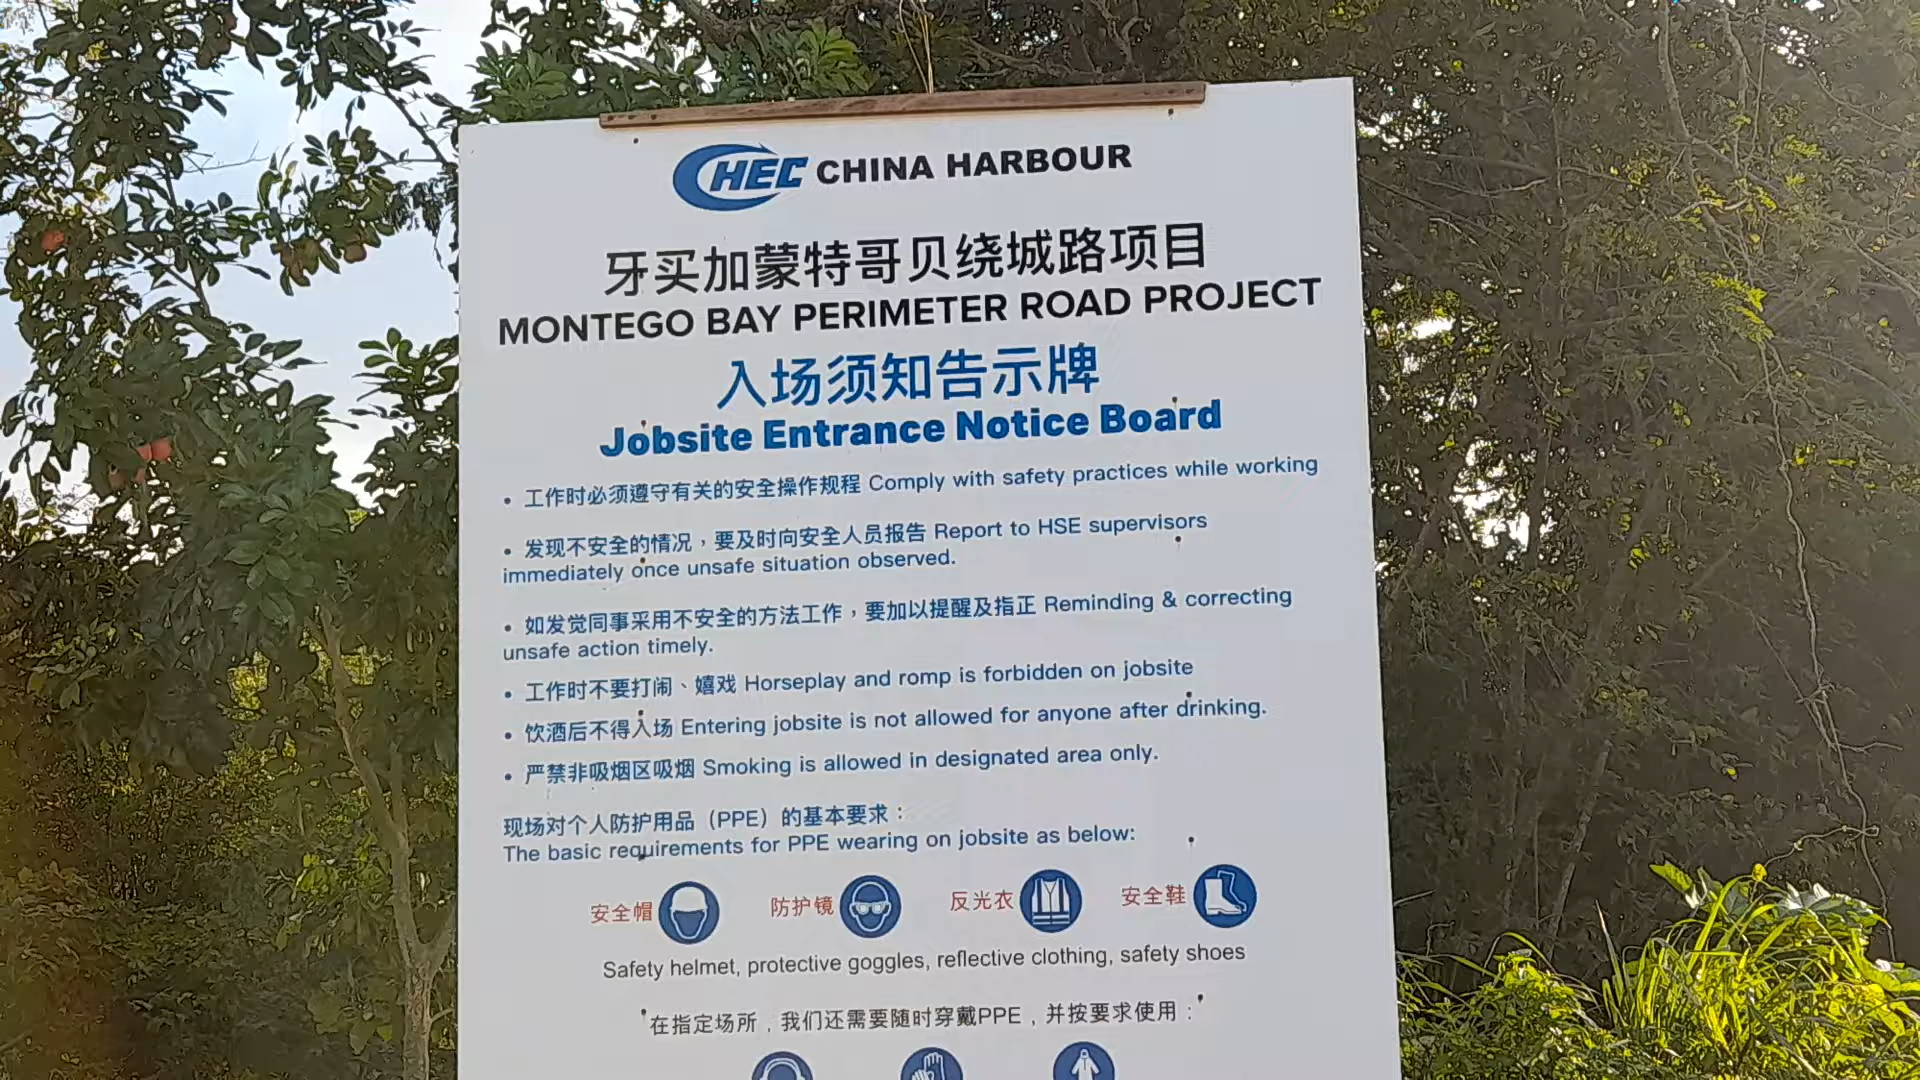 CHEC CHINA HARBOUR
牙买加蒙特哥贝绕城路项目
MONTEGO BAY PERIMETER ROAD PROJECT
入场须知告示牌
Jobsite Entrance Notice Board
• 工作时必须遵守有关的安全操作规程 Comply with safety practices while working
• 发现不安全的情况，要及时向安全人员报告 Report to HSE supervisors
immediately once unsafe situation observed.
• 如发觉同事采用不安全的方法工作，要加以提醒及指正 Reminding & correcting
unsafe action timely.
• 工作时不要打闹、嬉戏 Horseplay and romp is forbidden on jobsite
• 饮酒后不得入场 Entering jobsite is not allowed for anyone after drinking.
• 严禁非吸烟区吸烟 Smoking is allowed in designated area only.
现场对个人防护用品（PPE）的基本要求：
The basic requirements for PPE wearing on jobsite as below:
安全帽 防护镜 反光衣 安全鞋
Safety helmet, protective goggles, reflective clothing, safety shoes
在指定场所，我们还需要随时穿戴PPE，并按要求使用：